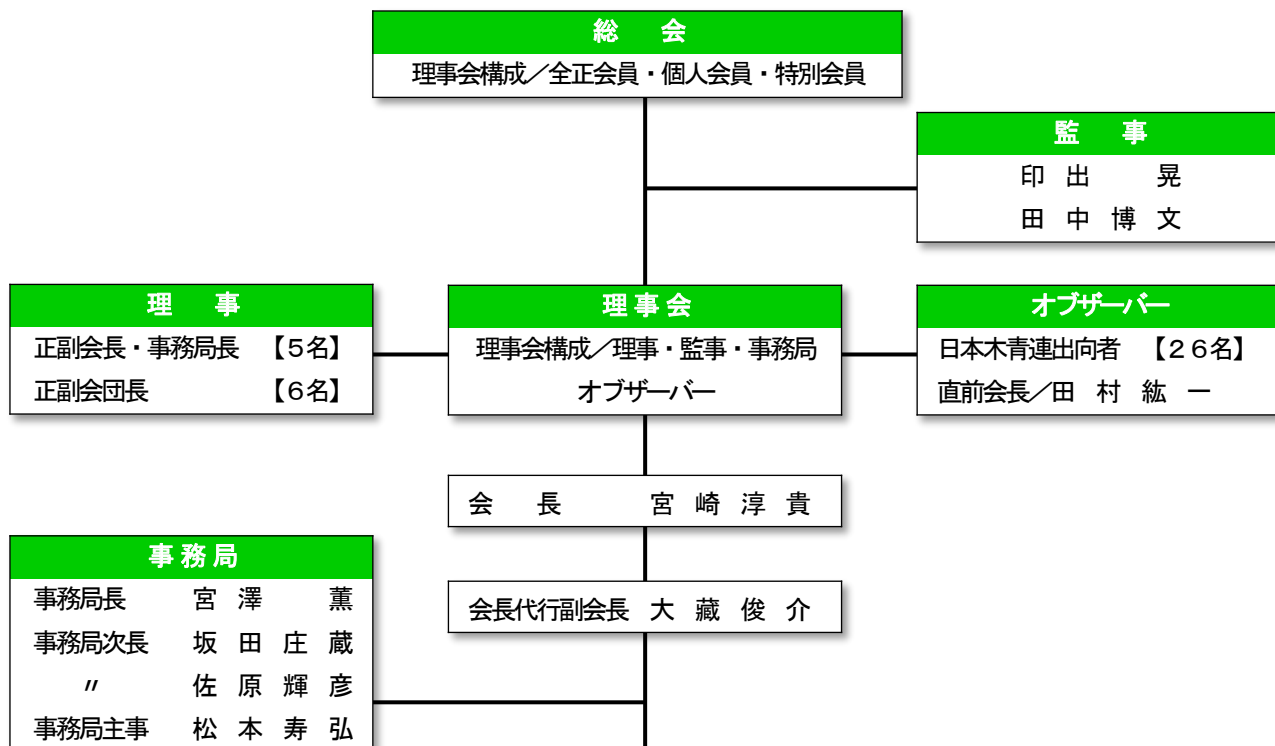 総　会
理事会構成／全正会員・個人会員・特別会員
監　事
印 出　晃
田 中 博 文
理　事
正副会長・事務局長　【５名】
正副会団長　【６名】
理事会
理事会構成／理事・監事・事務局
オブザーバー
オブザーバー
日本木青連出向者　【２６名】
直前会長／田 村 紘 一
会　長　宮 崎 淳 貴
会長代行副会長　大 藏 俊 介
事務局
事務局長　宮 澤　薫
事務局次長　坂 田 庄 蔵
〃　佐 原 輝 彦
事務局主事　松 本 寿 弘